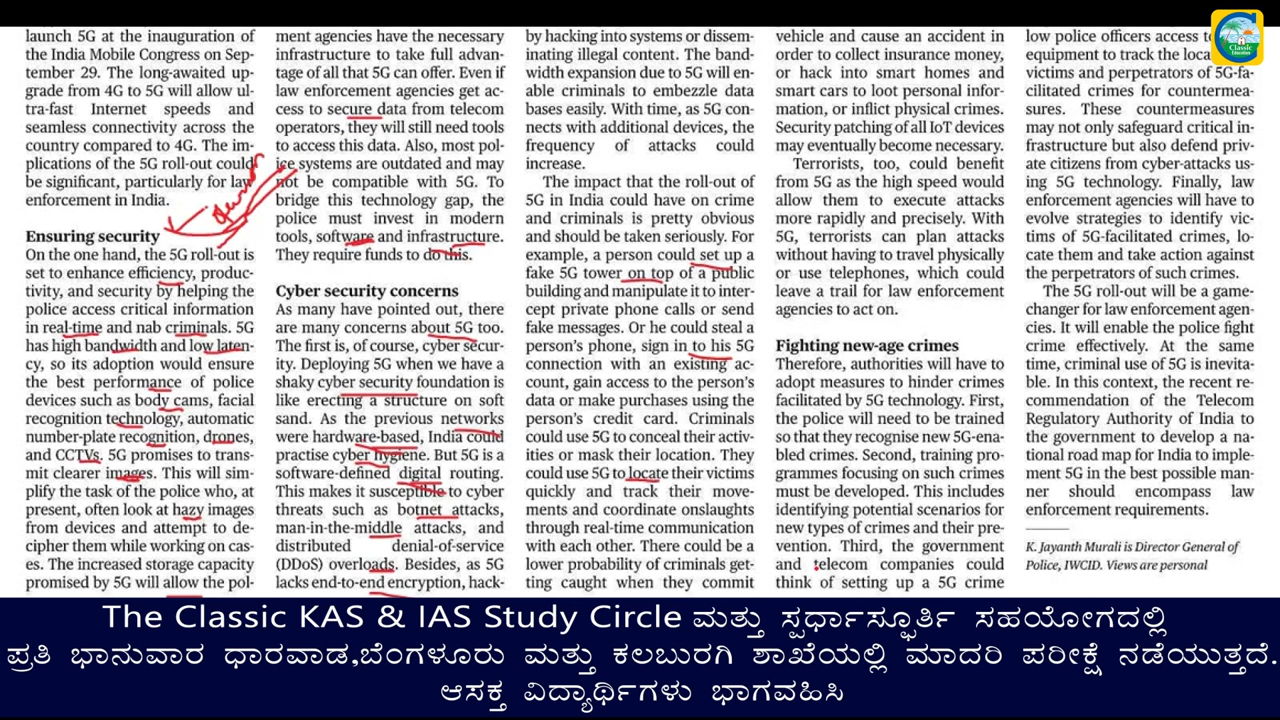 launch 5G at the inauguration of
the India Mobile Congress on Sep-
tember 29. The long-awaited up-
grade from 4G to 5G will allow ul-
tra-fast Internet speeds and
seamless connectivity across the
country compared to 4G. The im-
plications of the 5G roll-out could
be significant, particularly for law
enforcement in India.
Ensuring security
On the one hand, the 5G roll-out is
set to enhance efficiency, produc-
tivity, and security by helping the
police access critical information
in real-time and nab criminals. 5G
has high bandwidth and low laten-
cy, so its adoption would ensure
the best performance of police
devices such as body cams, facial
recognition technology, automatic
number-plate recognition, drones,
and CCTVs. 5G promises to trans-
mit clearer images. This will sim-
plify the task of the police who, at
present, often look at hazy images
from devices and attempt to de-
cipher them while working on cas-
es. The increased storage capacity
promised by 5G will allow the pol-
ment agencies have the necessary
infrastructure to take full advan-
tage of all that 5G can offer. Even if
law enforcement agencies get ac-
cess to secure data from telecom
operators, they will still need tools
to access this data. Also, most pol-
ice systems are outdated and may
not be compatible with 5G. To
bridge this technology gap, the
police must invest in modern
tools, software and infrastructure.
They require funds to do this.
Cyber security concerns
As many have pointed out, there
are many concerns about 5G too.
The first is, of course, cyber secur-
ity. Deploying 5G when we have a
shaky cyber security foundation is
like erecting a structure on soft
sand. As the previous networks
were hardware-based, India could
practise cyber hygiene. But 5G is a
software-defined digital routing.
This makes it susceptible to cyber
threats such as botnet attacks,
man-in-the-middle attacks, and
distributed denial-of-service
(DDoS) overloads. Besides, as 5G
lacks end-to-end encryption, hack-
by hacking into systems or dissem-
inating illegal content. The band-
width expansion due to 5G will en-
able criminals to embezzle data
bases easily. With time, as 5G con-
nects with additional devices, the
frequency of attacks could
increase.
The impact that the roll-out of
5G in India could have on crime
and criminals is pretty obvious
and should be taken seriously. For
example, a person could set up a
fake 5G tower on top of a public
building and manipulate it to inter-
cept private phone calls or send
fake messages. Or he could steal a
person's phone, sign in to his 5G
connection with an existing ac-
count, gain access to the person's
data or make purchases using the
person's credit card. Criminals
could use 5G to conceal their activ-
ities or mask their location. They
could use 5G to locate their victims
quickly and track their move-
ments and coordinate onslaughts
through real-time communication
with each other. There could be a
lower probability of criminals get-
ting caught when they commit
vehicle and cause an accident in
order to collect insurance money,
or hack into smart homes and
smart cars to loot personal infor-
mation, or inflict physical crimes.
Security patching of all IoT devices
may eventually become necessary.
Terrorists, too, could benefit
from 5G as the high speed would
allow them to execute attacks
more rapidly and precisely. With
5G, terrorists can plan attacks
without having to travel physically
or use telephones, which could
leave a trail for law enforcement
agencies to act on.
Fighting new-age crimes
Therefore, authorities will have to
adopt measures to hinder crimes
facilitated by 5G technology. First,
the police will need to be trained
so that they recognise new 5G-ena-
bled crimes. Second, training pro-
grammes focusing on such crimes
must be developed. This includes
identifying potential scenarios for
new types of crimes and their pre-
vention. Third, the government
and telecom companies could
think of setting up a 5G crime
low police officers access to
equipment to track the
victims and perpetrators of 5G-fa-
cilitated crimes for countermea-
sures. These countermeasures
may not only safeguard critical in-
frastructure but also defend priv-
ate citizens from cyber-attacks us-
ing 5G technology. Finally, law
enforcement agencies will have to
evolve strategies to identify vic-
tims of 5G-facilitated crimes, lo-
cate them and take action against
the perpetrators of such crimes.
The 5G roll-out will be a game-
changer for law enforcement agen-
cies. It will enable the police fight
crime effectively. At the same
time, criminal use of 5G is inevita-
ble. In this context, the recent re-
commendation of the Telecom
Regulatory Authority of India to
the government to develop a na-
tional road map for India to imple-
ment 5G in the best possible man-
ner should encompass law
enforcement requirements.
K. Jayanth Murali is Director General of
Police, IWCID. Views are personal
Classic
Education
The Classic KAS & IAS Study Circle ಮತ್ತು ಸ್ಪರ್ಧಾಸ್ಫೂರ್ತಿ ಸಹಯೋಗದಲ್ಲಿ
ಪ್ರತಿ ಭಾನುವಾರ ಧಾರವಾಡ,ಬೆಂಗಳೂರು ಮತ್ತು ಕಲಬುರಗಿ ಶಾಖೆಯಲ್ಲಿ ಮಾದರಿ ಪರೀಕ್ಷೆ ನಡೆಯುತ್ತದೆ.
ಆಸಕ್ತ ವಿದ್ಯಾರ್ಥಿಗಳು ಭಾಗವಹಿಸಿ